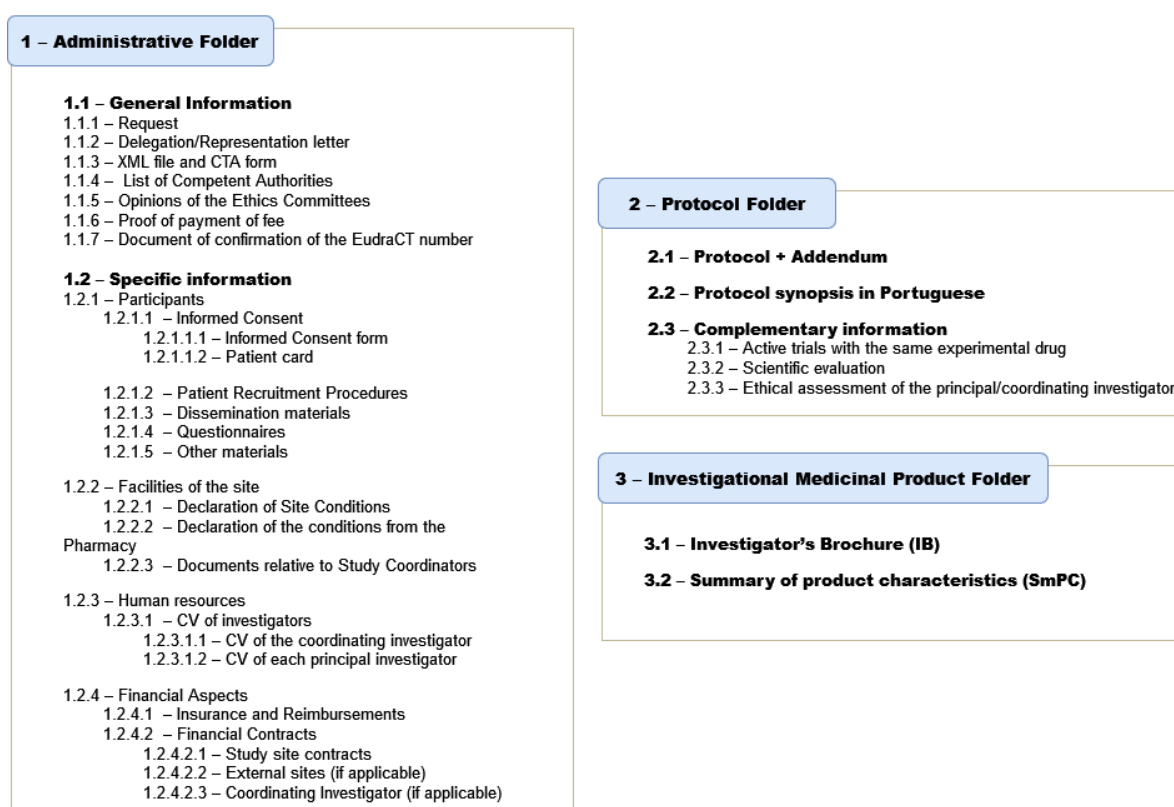 1 – Administrative Folder
1.1 – General Information
1.1.1 – Request
1.1.2 – Delegation/Representation letter
1.1.3 – XML file and CTA form
1.1.4 – List of Competent Authorities
1.1.5 – Opinions of the Ethics Committees
1.1.6 – Proof of payment of fee
1.1.7 – Document of confirmation of the EudraCT number
1.2 – Specific information
1.2.1 – Participants
1.2.1.1 – Informed Consent
1.2.1.1.1 – Informed Consent form
1.2.1.1.2 – Patient card
1.2.1.2 – Patient Recruitment Procedures
1.2.1.3 – Dissemination materials
1.2.1.4 – Questionnaires
1.2.1.5 – Other materials
1.2.2 – Facilities of the site
1.2.2.1 – Declaration of Site Conditions
1.2.2.2 – Declaration of the conditions from the
Pharmacy
1.2.2.3 – Documents relative to Study Coordinators
1.2.3 – Human resources
1.2.3.1 – CV of investigators
1.2.3.1.1 – CV of the coordinating investigator
1.2.3.1.2 – CV of each principal investigator
1.2.4 – Financial Aspects
1.2.4.1 – Insurance and Reimbursements
1.2.4.2 – Financial Contracts
1.2.4.2.1 – Study site contracts
1.2.4.2.2 – External sites (if applicable)
1.2.4.2.3 – Coordinating Investigator (if applicable)
2 – Protocol Folder
2.1 – Protocol + Addendum
2.2 – Protocol synopsis in Portuguese
2.3 – Complementary information
2.3.1 – Active trials with the same experimental drug
2.3.2 – Scientific evaluation
2.3.3 – Ethical assessment of the principal/coordinating investigator
3 – Investigational Medicinal Product Folder
3.1 – Investigator's Brochure (IB)
3.2 – Summary of product characteristics (SmPC)